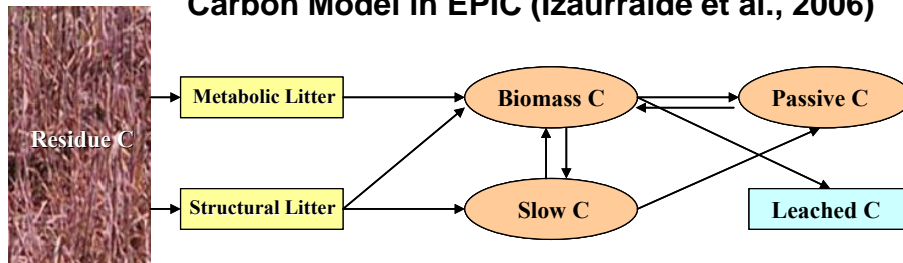 Carbon Model in EPIC (Izaurralde et al., 2006)
Metabolic Litter
Biomass C
Passive C
Residue C
Structural Litter
Slow C
Leached C